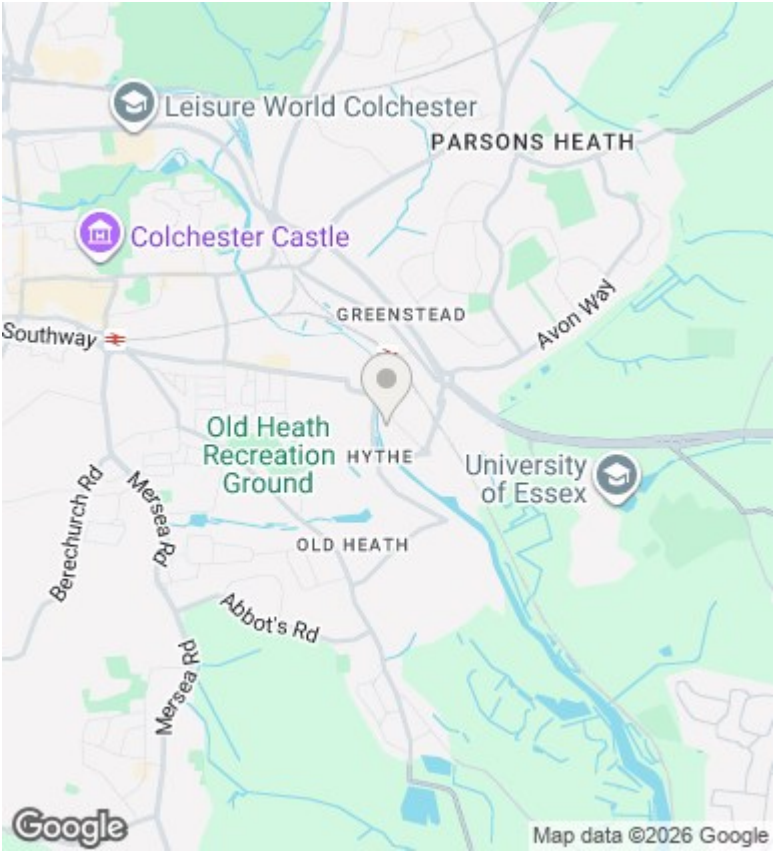 Leisure World Colchester
PARSONS HEATH
Colchester Castle
GREENSTEAD
Avon Way
Southway
Old Heath
Recreation
Ground
HYTHE
University
of Essex
Berechurch Rd
Mersea Rd
OLD HEATH
Abbot's Rd
Mersea Rd
Google
Map data ©2026 Google